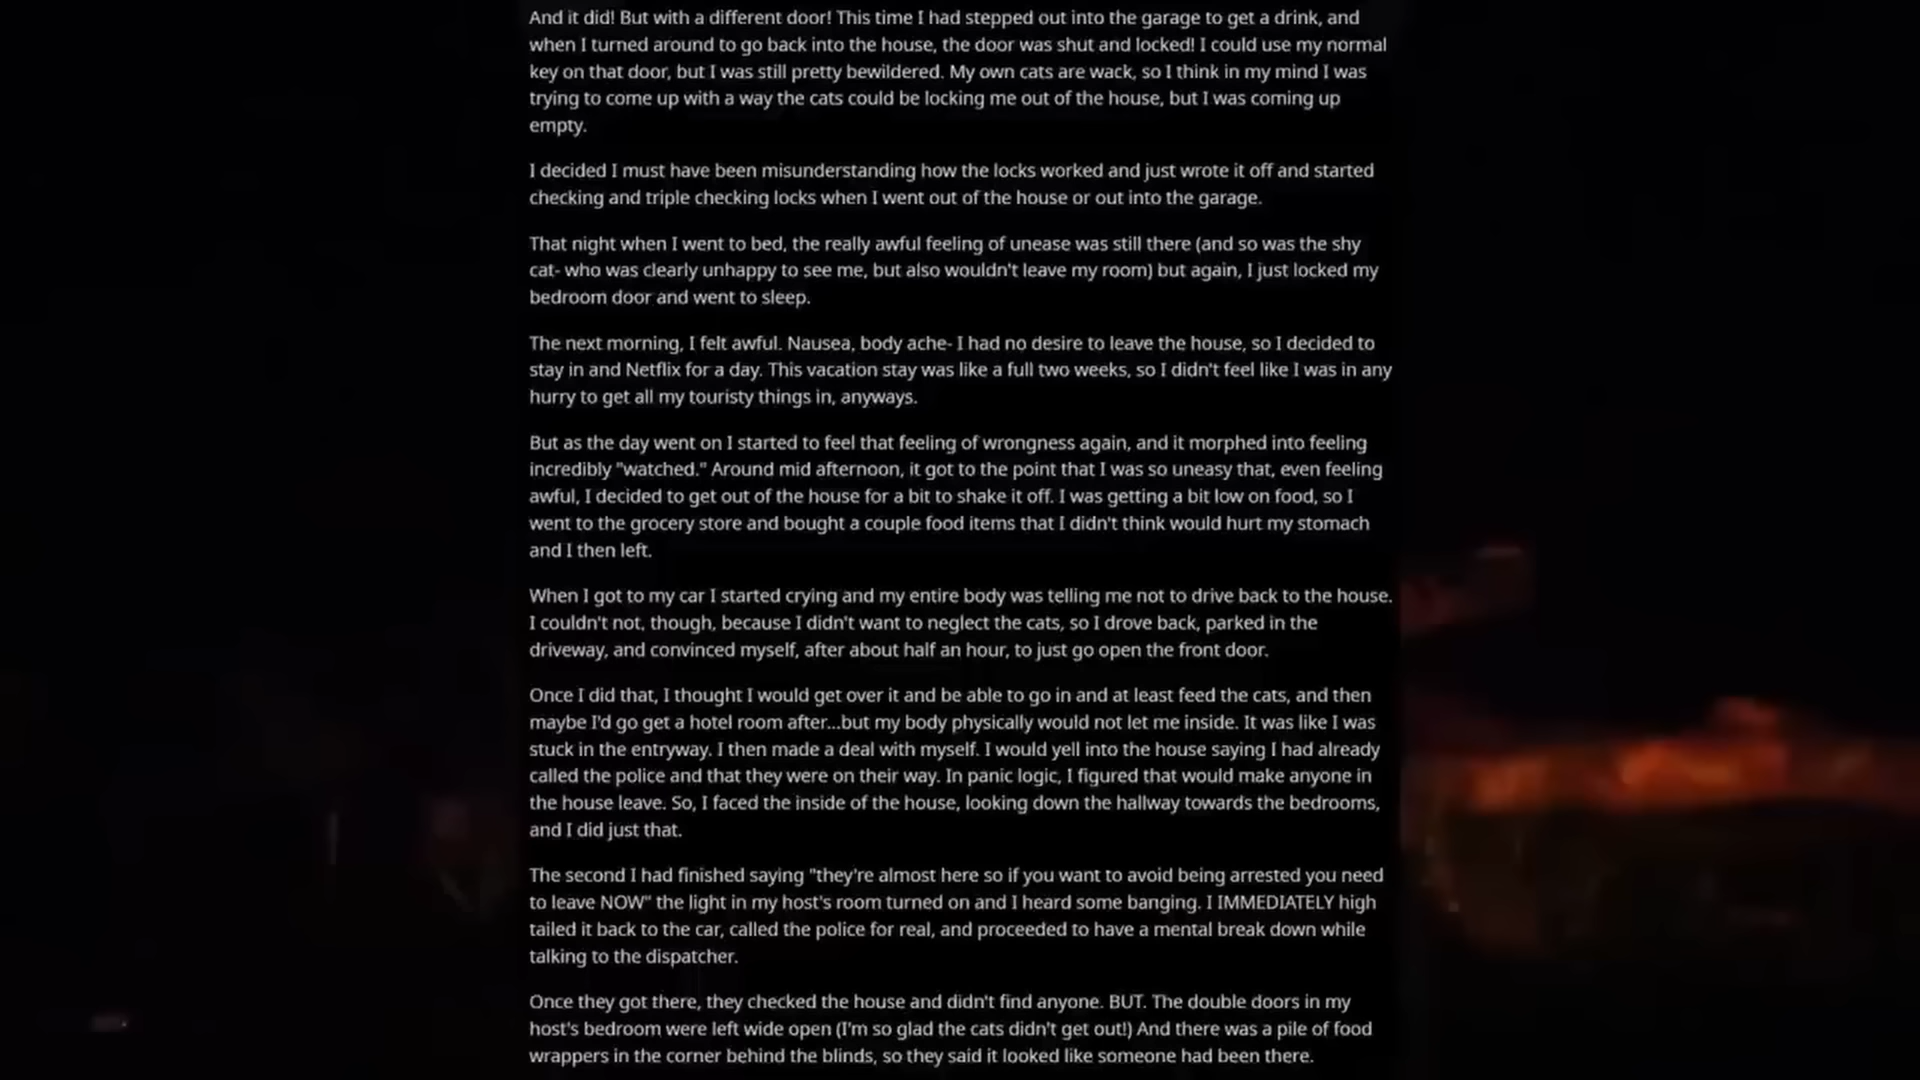 And it did! But with a different door! This time I had stepped out into the garage to get a drink, and
when I turned around to go back into the house, the door was shut and locked! I could use my normal
key on that door, but I was still pretty bewildered. My own cats are wack, so I think in my mind I was
trying to come up with a way the cats could be locking me out of the house, but I was coming up
empty.
I decided I must have been misunderstanding how the locks worked and just wrote it off and started
checking and triple checking locks when I went out of the house or out into the garage.
That night when I went to bed, the really awful feeling of unease was still there (and so was the shy
cat- who was clearly unhappy to see me, but also wouldn't leave my room) but again, I just locked my
bedroom door and went to sleep.
The next morning, I felt awful. Nausea, body ache- I had no desire to leave the house, so I decided to
stay in and Netflix for a day. This vacation stay was like a full two weeks, so I didn't feel like I was in any
hurry to get all my touristy things in, anyways.
But as the day went on I started to feel that feeling of wrongness again, and it morphed into feeling
incredibly "watched." Around mid afternoon, it got to the point that I was so uneasy that, even feeling
awful, I decided to get out of the house for a bit to shake it off. I was getting a bit low on food, so I
went to the grocery store and bought a couple food items that I didn't think would hurt my stomach
and I then left.
When I got to my car I started crying and my entire body was telling me not to drive back to the house.
I couldn't not, though, because I didn't want to neglect the cats, so I drove back, parked in the
driveway, and convinced myself, after about half an hour, to just go open the front door.
Once I did that, I thought I would get over it and be able to go in and at least feed the cats, and then
maybe I'd go get a hotel room after...but my body physically would not let me inside. It was like I was
stuck in the entryway. I then made a deal with myself. I would yell into the house saying I had already
called the police and that they were on their way. In panic logic, I figured that would make anyone in
the house leave. So, I faced the inside of the house, looking down the hallway towards the bedrooms,
and I did just that.
The second I had finished saying "they're almost here so if you want to avoid being arrested you need
to leave NOW" the light in my host's room turned on and I heard some banging. I IMMEDIATELY high
tailed it back to the car, called the police for real, and proceeded to have a mental break down while
talking to the dispatcher.
Once they got there, they checked the house and didn't find anyone. BUT. The double doors in my
host's bedroom were left wide open (I'm so glad the cats didn't get out!) And there was a pile of food
wrappers in the corner behind the blinds, so they said it looked like someone had been there.